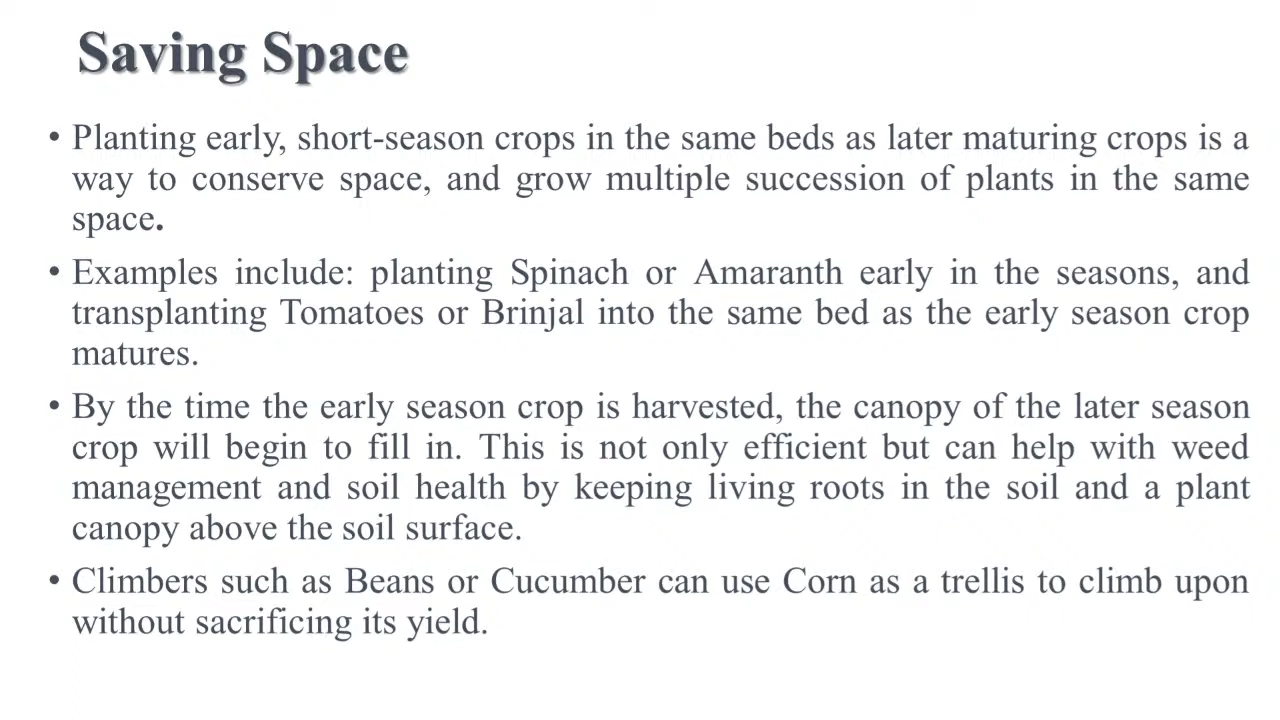 Saving Space
• Planting early, short-season crops in the same beds as later maturing crops is a
way to conserve space, and grow multiple succession of plants in the same
space.
• Examples include: planting Spinach or Amaranth early in the seasons, and
transplanting Tomatoes or Brinjal into the same bed as the early season crop
matures.
• By the time the early season crop is harvested, the canopy of the later season
crop will begin to fill in. This is not only efficient but can help with weed
management and soil health by keeping living roots in the soil and a plant
canopy above the soil surface.
• Climbers such as Beans or Cucumber can use Corn as a trellis to climb upon
without sacrificing its yield.